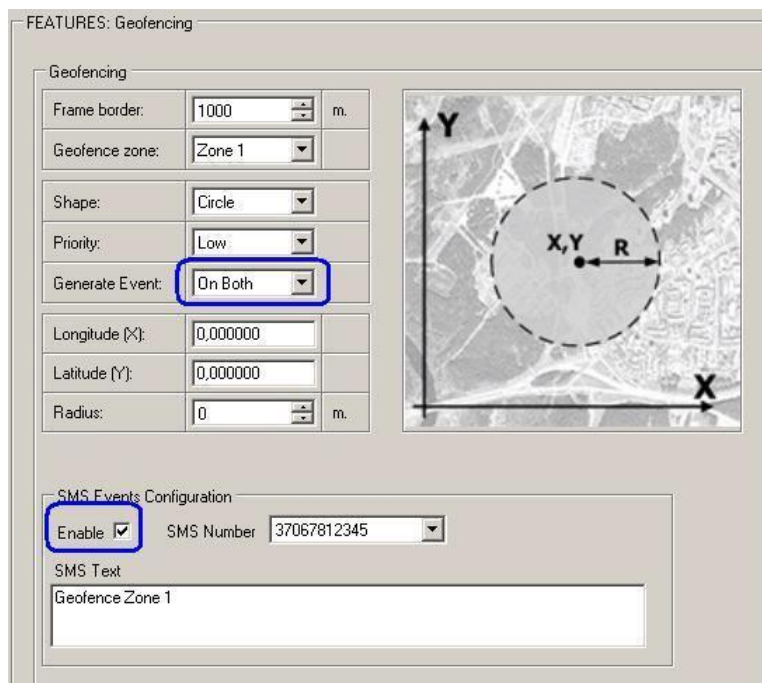 FEATURES: Geofencing
Geofencing
Frame border: 1000 m.
Geofence zone: Zone 1
Shape: Circle
Priority: Low
Generate Event: On Both
Longitude (X): 0,000000
Latitude (Y): 0,000000
Radius: 0 m.
Y
X,Y R
X
SMS Events Configuration
Enable SMS Number 37067812345
SMS Text
Geofence Zone 1